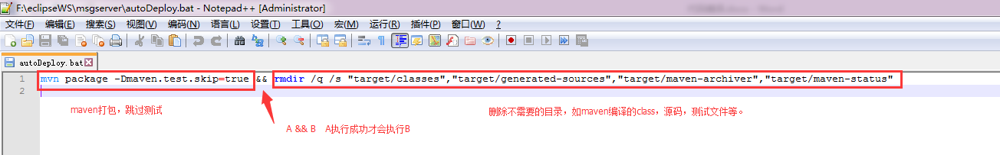 F:\eclipseWS\msgserver\autoDeploy.bat - Notepad++ [Administrator]
文件(F) 编辑(E) 搜索(S) 视图(V) 编码(N) 语言(L) 设置(T) 工具(O) 宏(M) 运行(R) 插件(P) 窗口(W) ?
autoDeploy.bat
1 mvn package -Dmaven.test.skip=true && rmdir /q /s "target/classes","target/generated-sources","target/maven-archiver","target/maven-status"
2
maven打包，跳过测试
删除不需要的目录，如maven编译的class，源码，测试文件等。
A && B A执行成功才会执行B